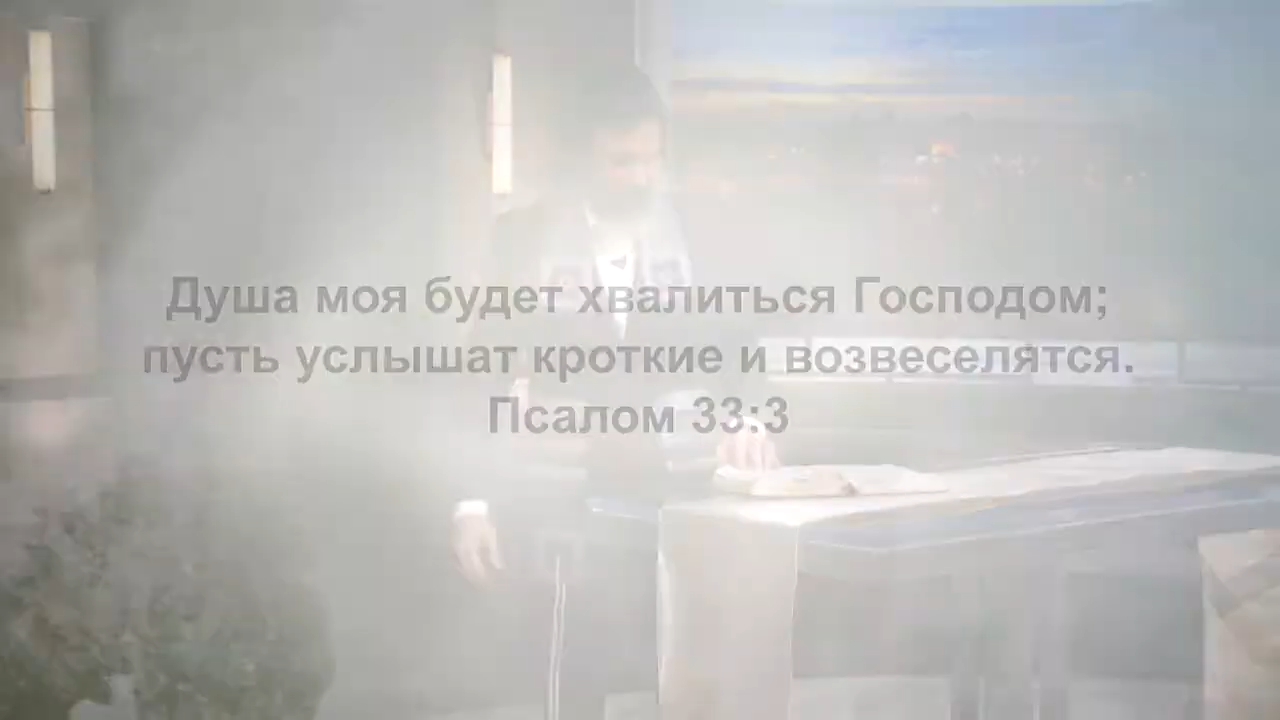 Душа моя будет хвалиться Господом;
пусть услышат кроткие и возвеселятся.
Псалом 33:3